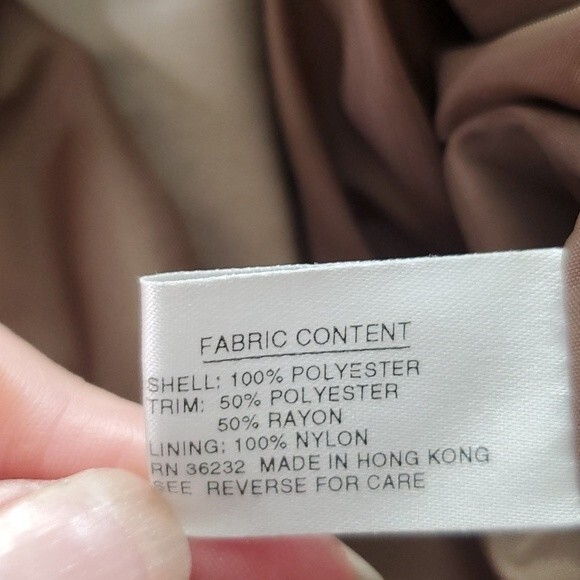 FABRIC CONTENT
SHELL: 100% POLYESTER
TRIM: 50% POLYESTER
50% RAYON
LINING: 100% NYLON
RN 36232 MADE IN HONG KONG
SEE REVERSE FOR CARE